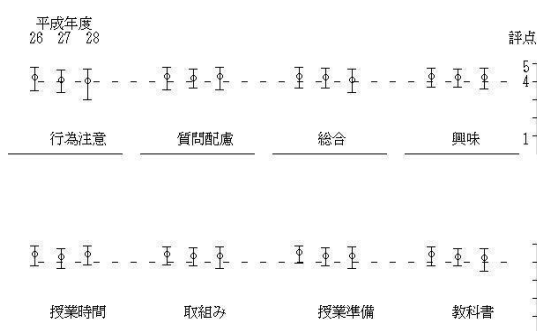 平成年度
26 27 28
評点
5
4
行為注意 質問配慮 総合 興味 1
授業時間 取組み 授業準備 教科書